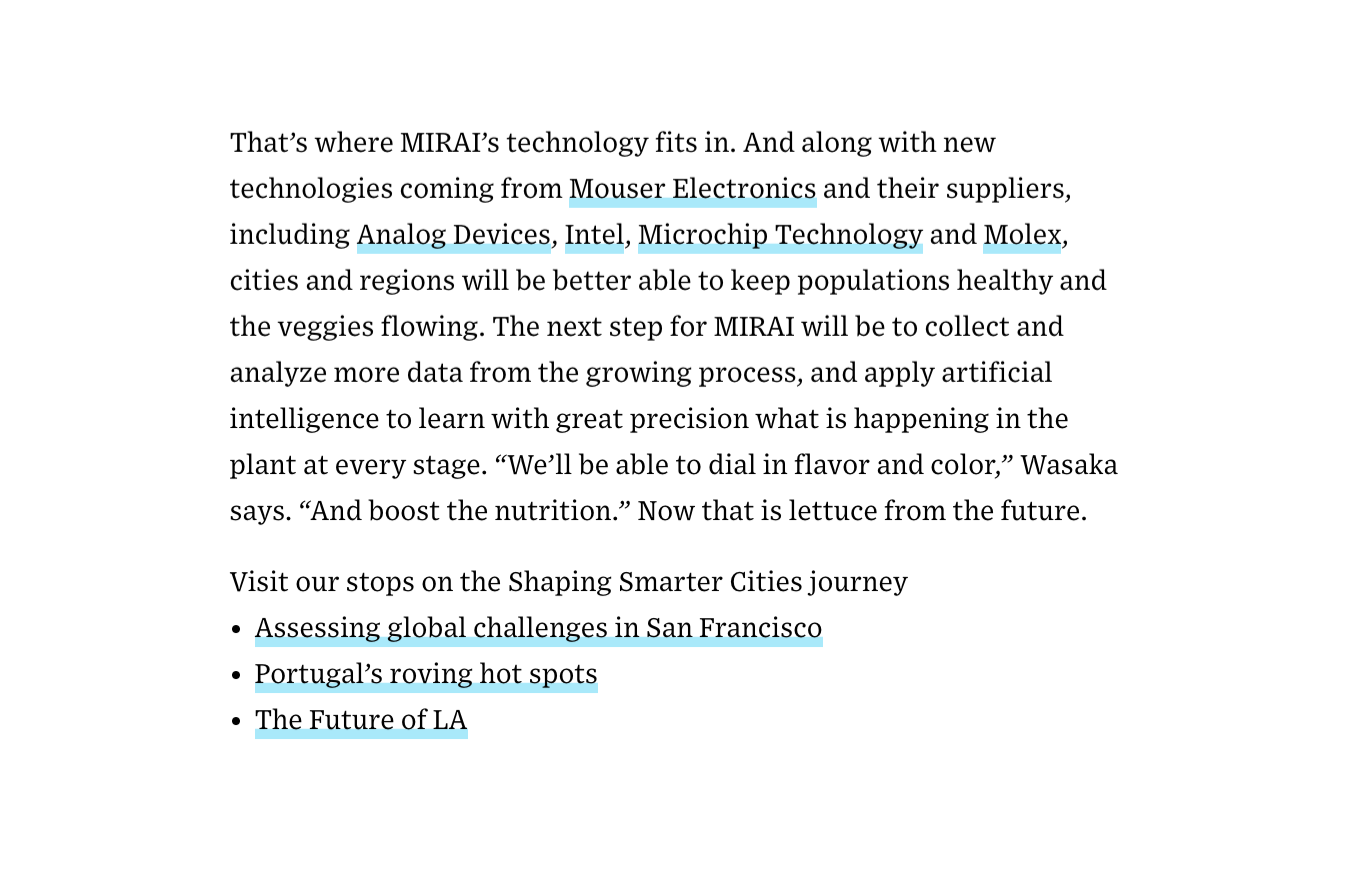 That’s where MIRAI’s technology fits in. And along with new
technologies coming from Mouser Electronics and their suppliers,
including Analog Devices, Intel, Microchip Technology and Molex,
cities and regions will be better able to keep populations healthy and
the veggies flowing. The next step for MIRAI will be to collect and
analyze more data from the growing process, and apply artificial
intelligence to learn with great precision what is happening in the
plant at every stage. “We’ll be able to dial in flavor and color,” Wasaka
says. “And boost the nutrition.” Now that is lettuce from the future.
Visit our stops on the Shaping Smarter Cities journey
• Assessing global challenges in San Francisco
• Portugal’s roving hot spots
• The Future of LA